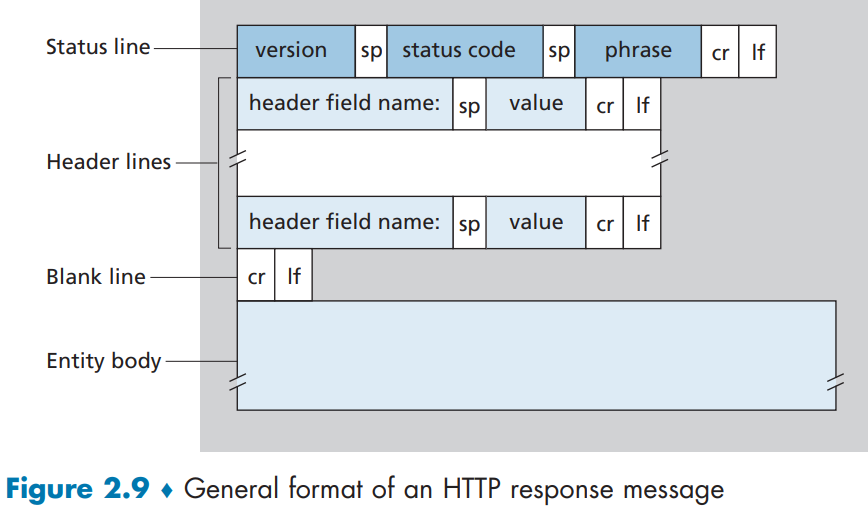 Status line
version sp status code sp phrase cr lf
header field name: sp value cr lf
Header lines
header field name: sp value cr lf
Blank line
cr lf
Entity body
Figure 2.9 ♦ General format of an HTTP response message